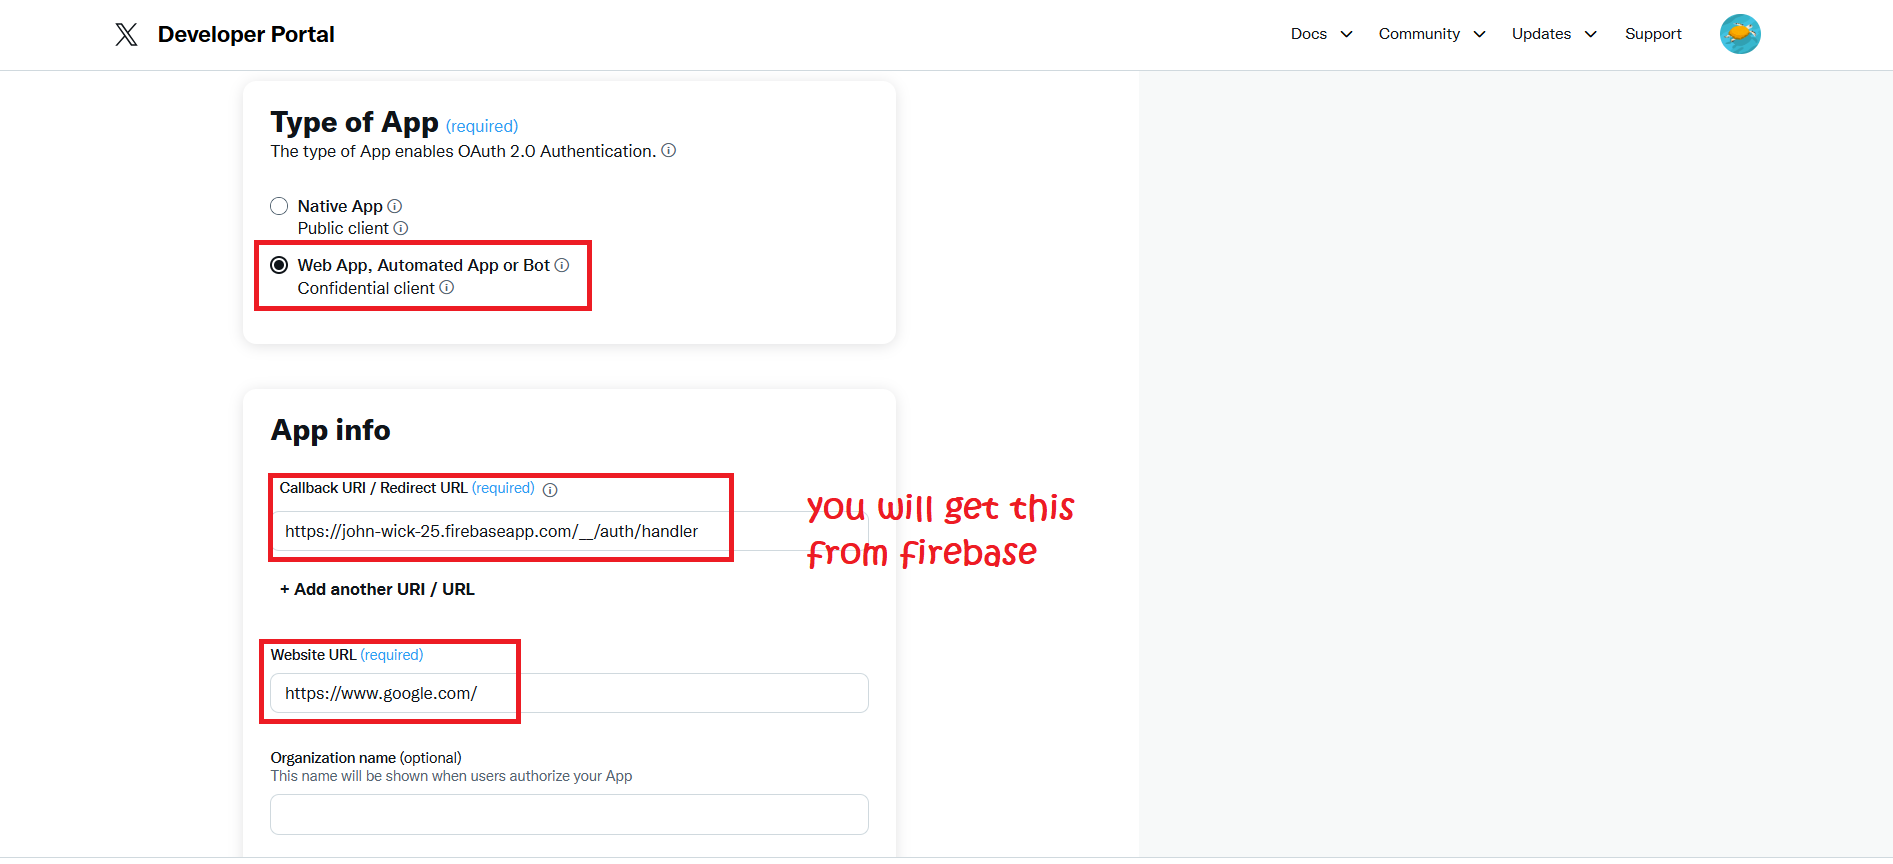 Developer Portal
Docs
Community
Updates
Support
Type of App (required)
The type of App enables OAuth 2.0 Authentication.
Native App
Public client
Web App, Automated App or Bot
Confidential client
App info
Callback URI / Redirect URL (required)
https://john-wick-25.firebaseapp.com/__/auth/handler
you will get this
from firebase
+ Add another URI / URL
Website URL (required)
https://www.google.com/
Organization name (optional)
This name will be shown when users authorize your App